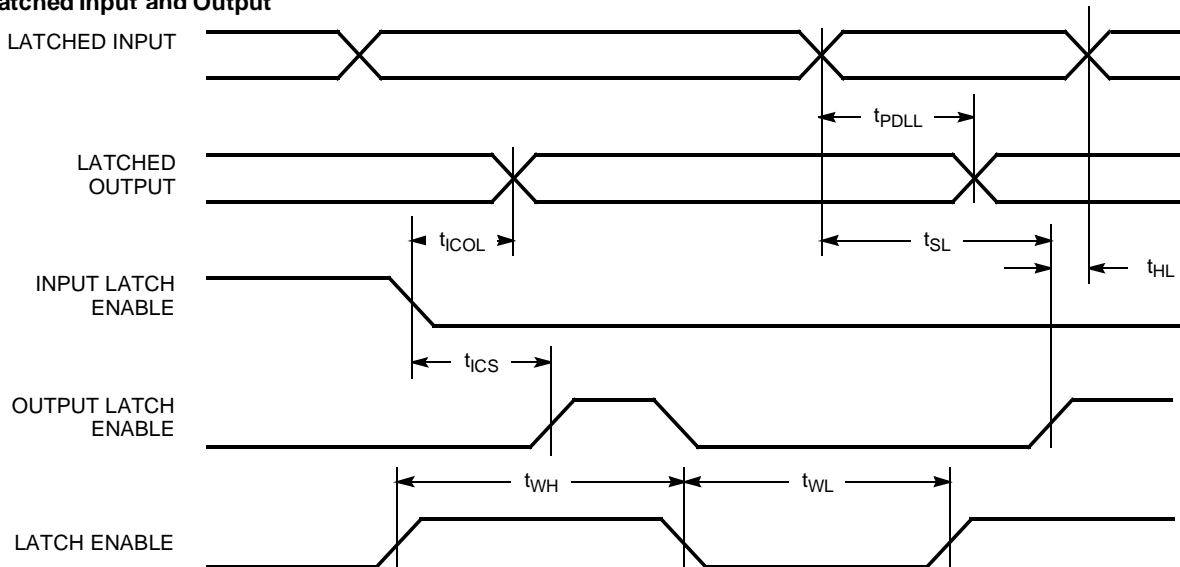 Latched Input and Output
LATCHED INPUT
tPDLL
LATCHED
OUTPUT
tICOL
tSL
tHL
INPUT LATCH
ENABLE
tICS
OUTPUT LATCH
ENABLE
tWH
tWL
LATCH ENABLE